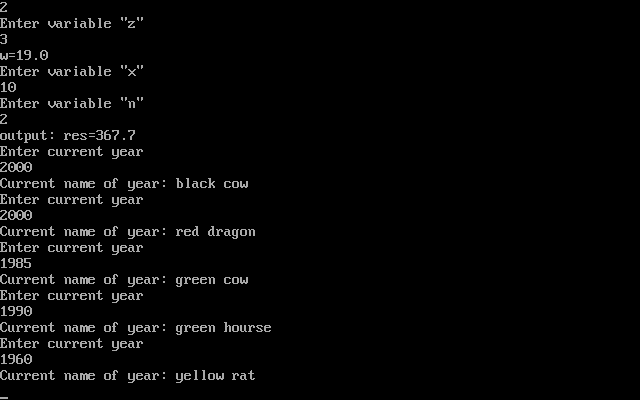 2
Enter variable "z"
3
w=19.0
Enter variable "x"
10
Enter variable "n"
2
output: res=367.7
Enter current year
2000
Current name of year: black cow
Enter current year
2000
Current name of year: red dragon
Enter current year
1985
Current name of year: green cow
Enter current year
1990
Current name of year: green hourse
Enter current year
1960
Current name of year: yellow rat